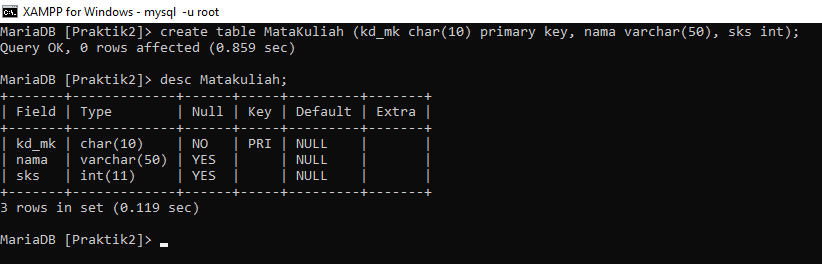 XAMPP for Windows - mysql  -u root
MariaDB [Praktik2]> create table MataKuliah (kd_mk char(10) primary key, nama varchar(50), sks int);
Query OK, 0 rows affected (0.859 sec)
MariaDB [Praktik2]> desc Matakuliah;
+-------+-------------+------+-----+---------+-------+
| Field | Type        | Null | Key | Default | Extra |
+-------+-------------+------+-----+---------+-------+
| kd_mk | char(10)    | NO   | PRI | NULL    |       |
| nama  | varchar(50) | YES  |     | NULL    |       |
| sks   | int(11)     | YES  |     | NULL    |       |
+-------+-------------+------+-----+---------+-------+
3 rows in set (0.119 sec)
MariaDB [Praktik2]> _